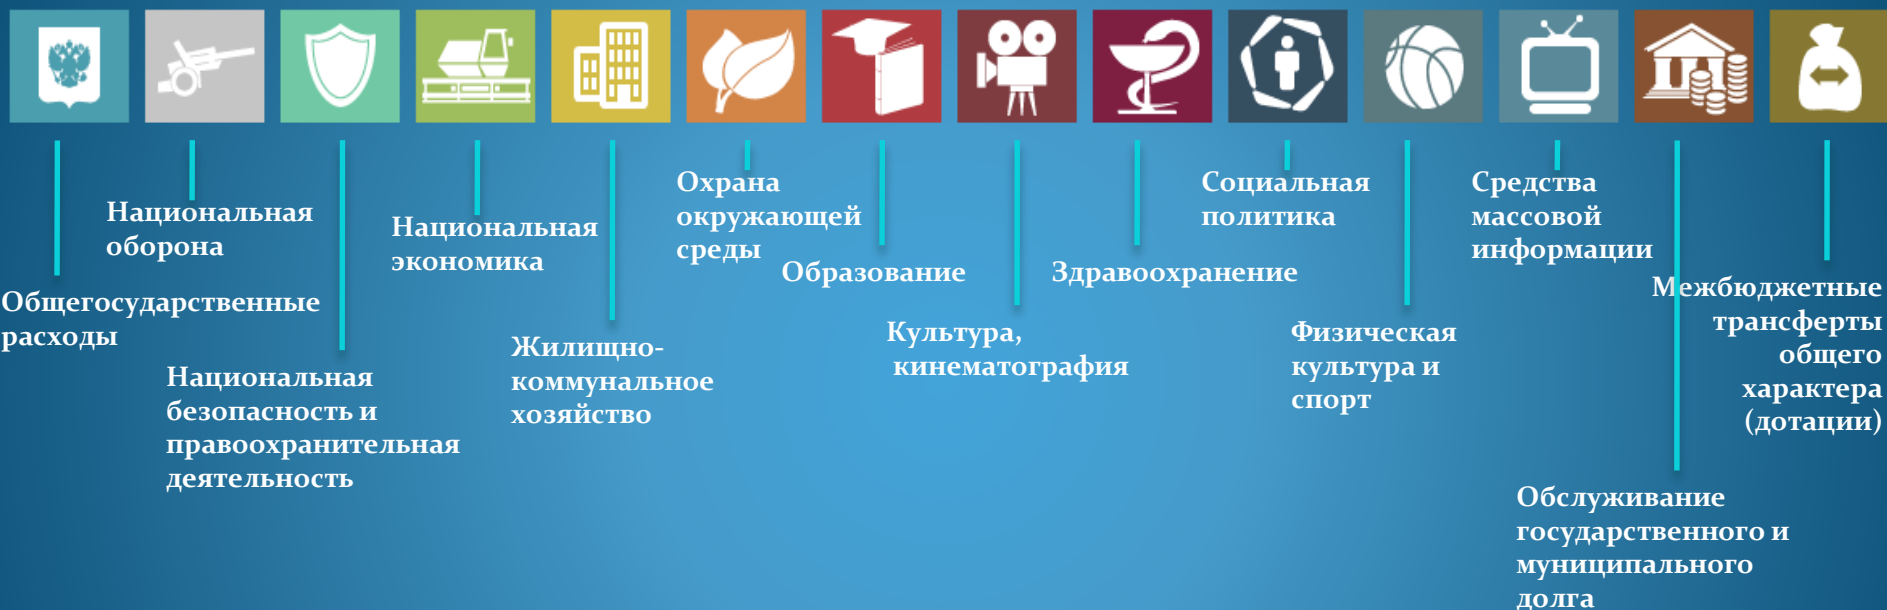 Общегосударственные
расходы
Национальная
оборона
Национальная
безопасность и
правоохранительная
деятельность
Национальная
экономика
Жилищно-
коммунальное
хозяйство
Охрана
окружающей
среды
Образование
Культура,
кинематография
Здравоохранение
Социальная
политика
Физическая
культура и
спорт
Средства
массовой
информации
Обслуживание
государственного и
муниципального
долга
Межбюджетные
трансферты
общего
характера
(дотации)